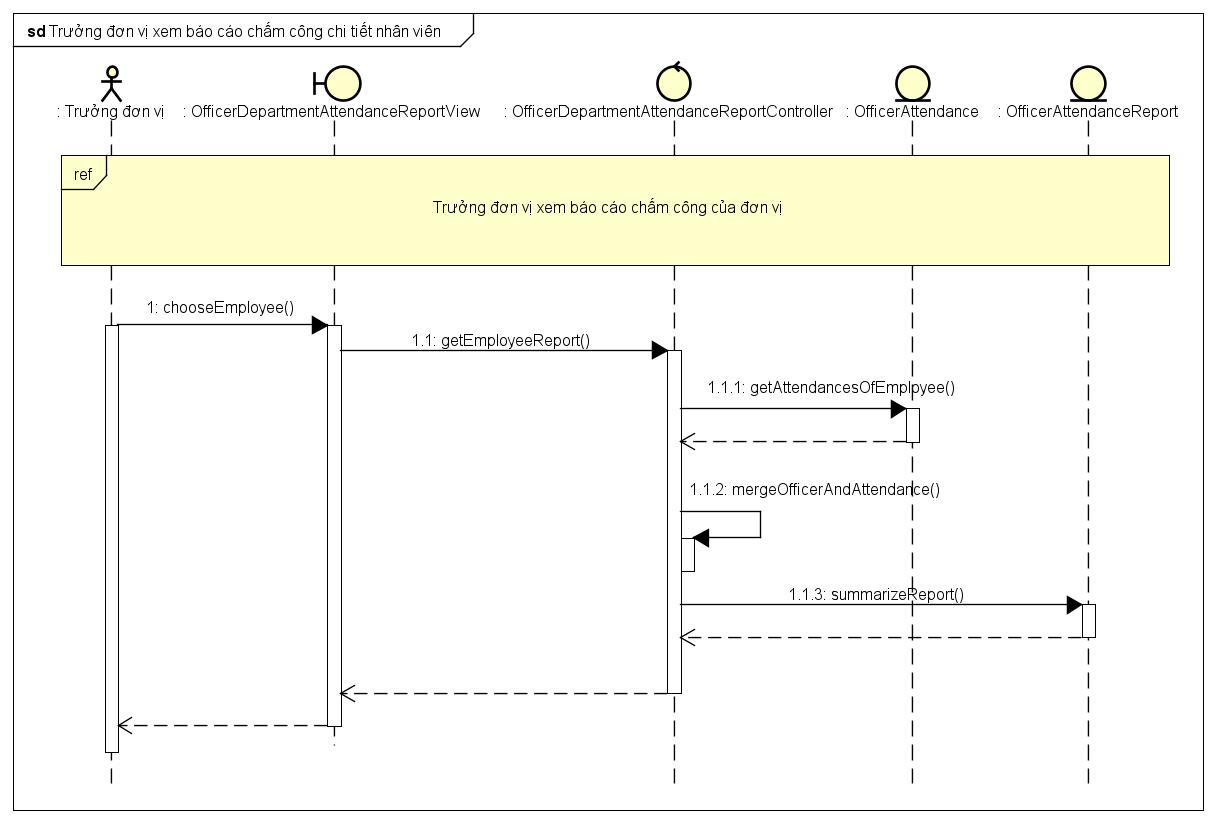 sd Trưởng đơn vị xem báo cáo chấm công chi tiết nhân viên
: Trưởng đơn vị
: OfficerDepartmentAttendanceReportView
: OfficerDepartmentAttendanceReportController
: OfficerAttendance
: OfficerAttendanceReport
ref
Trưởng đơn vị xem báo cáo chấm công của đơn vị
1: chooseEmployee()
1.1: getEmployeeReport()
1.1.1: getAttendancesOfEmplpyee()
1.1.2: mergeOfficerAndAttendance()
1.1.3: summarizeReport()